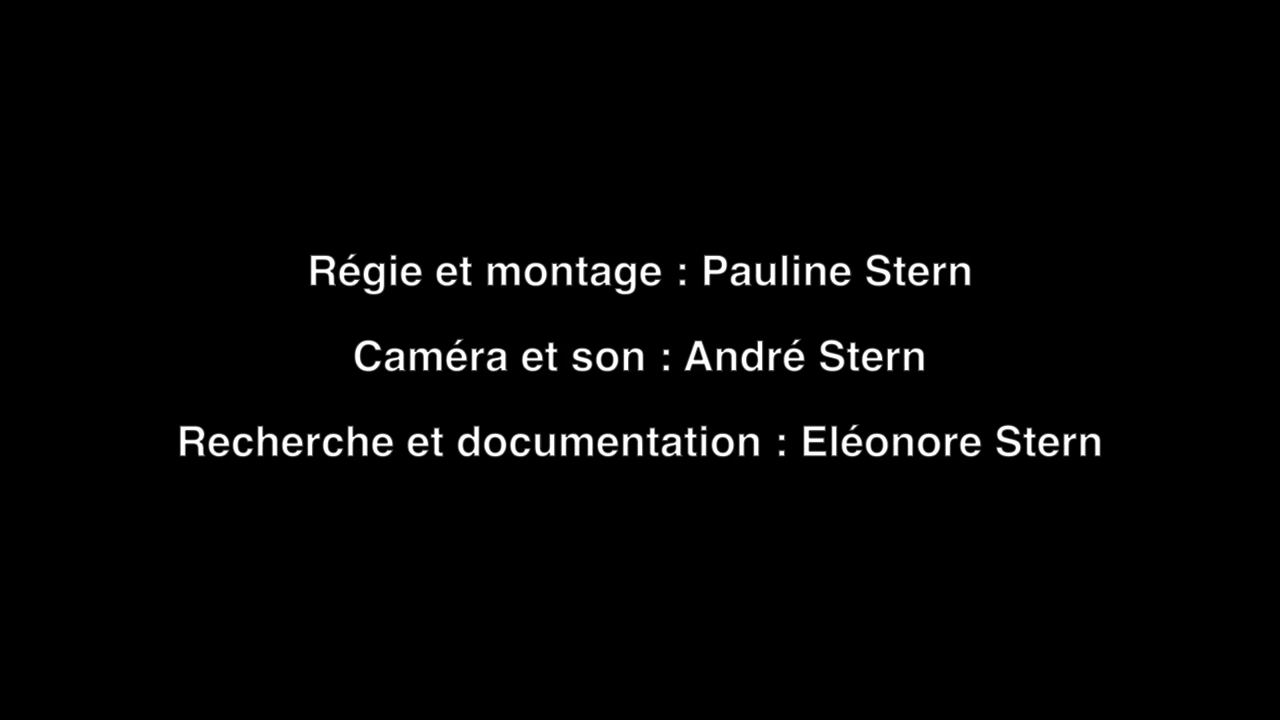 Régie et montage : Pauline Stern
Caméra et son : André Stern
Recherche et documentation : Eléonore Stern